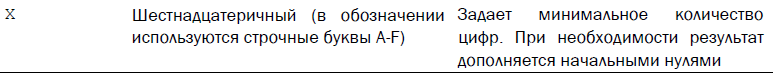 X Шестнадцатеричный (в обозначении Задает минимальное количество
используются строчные буквы A-F) цифр. При необходимости результат
дополняется начальными нулями